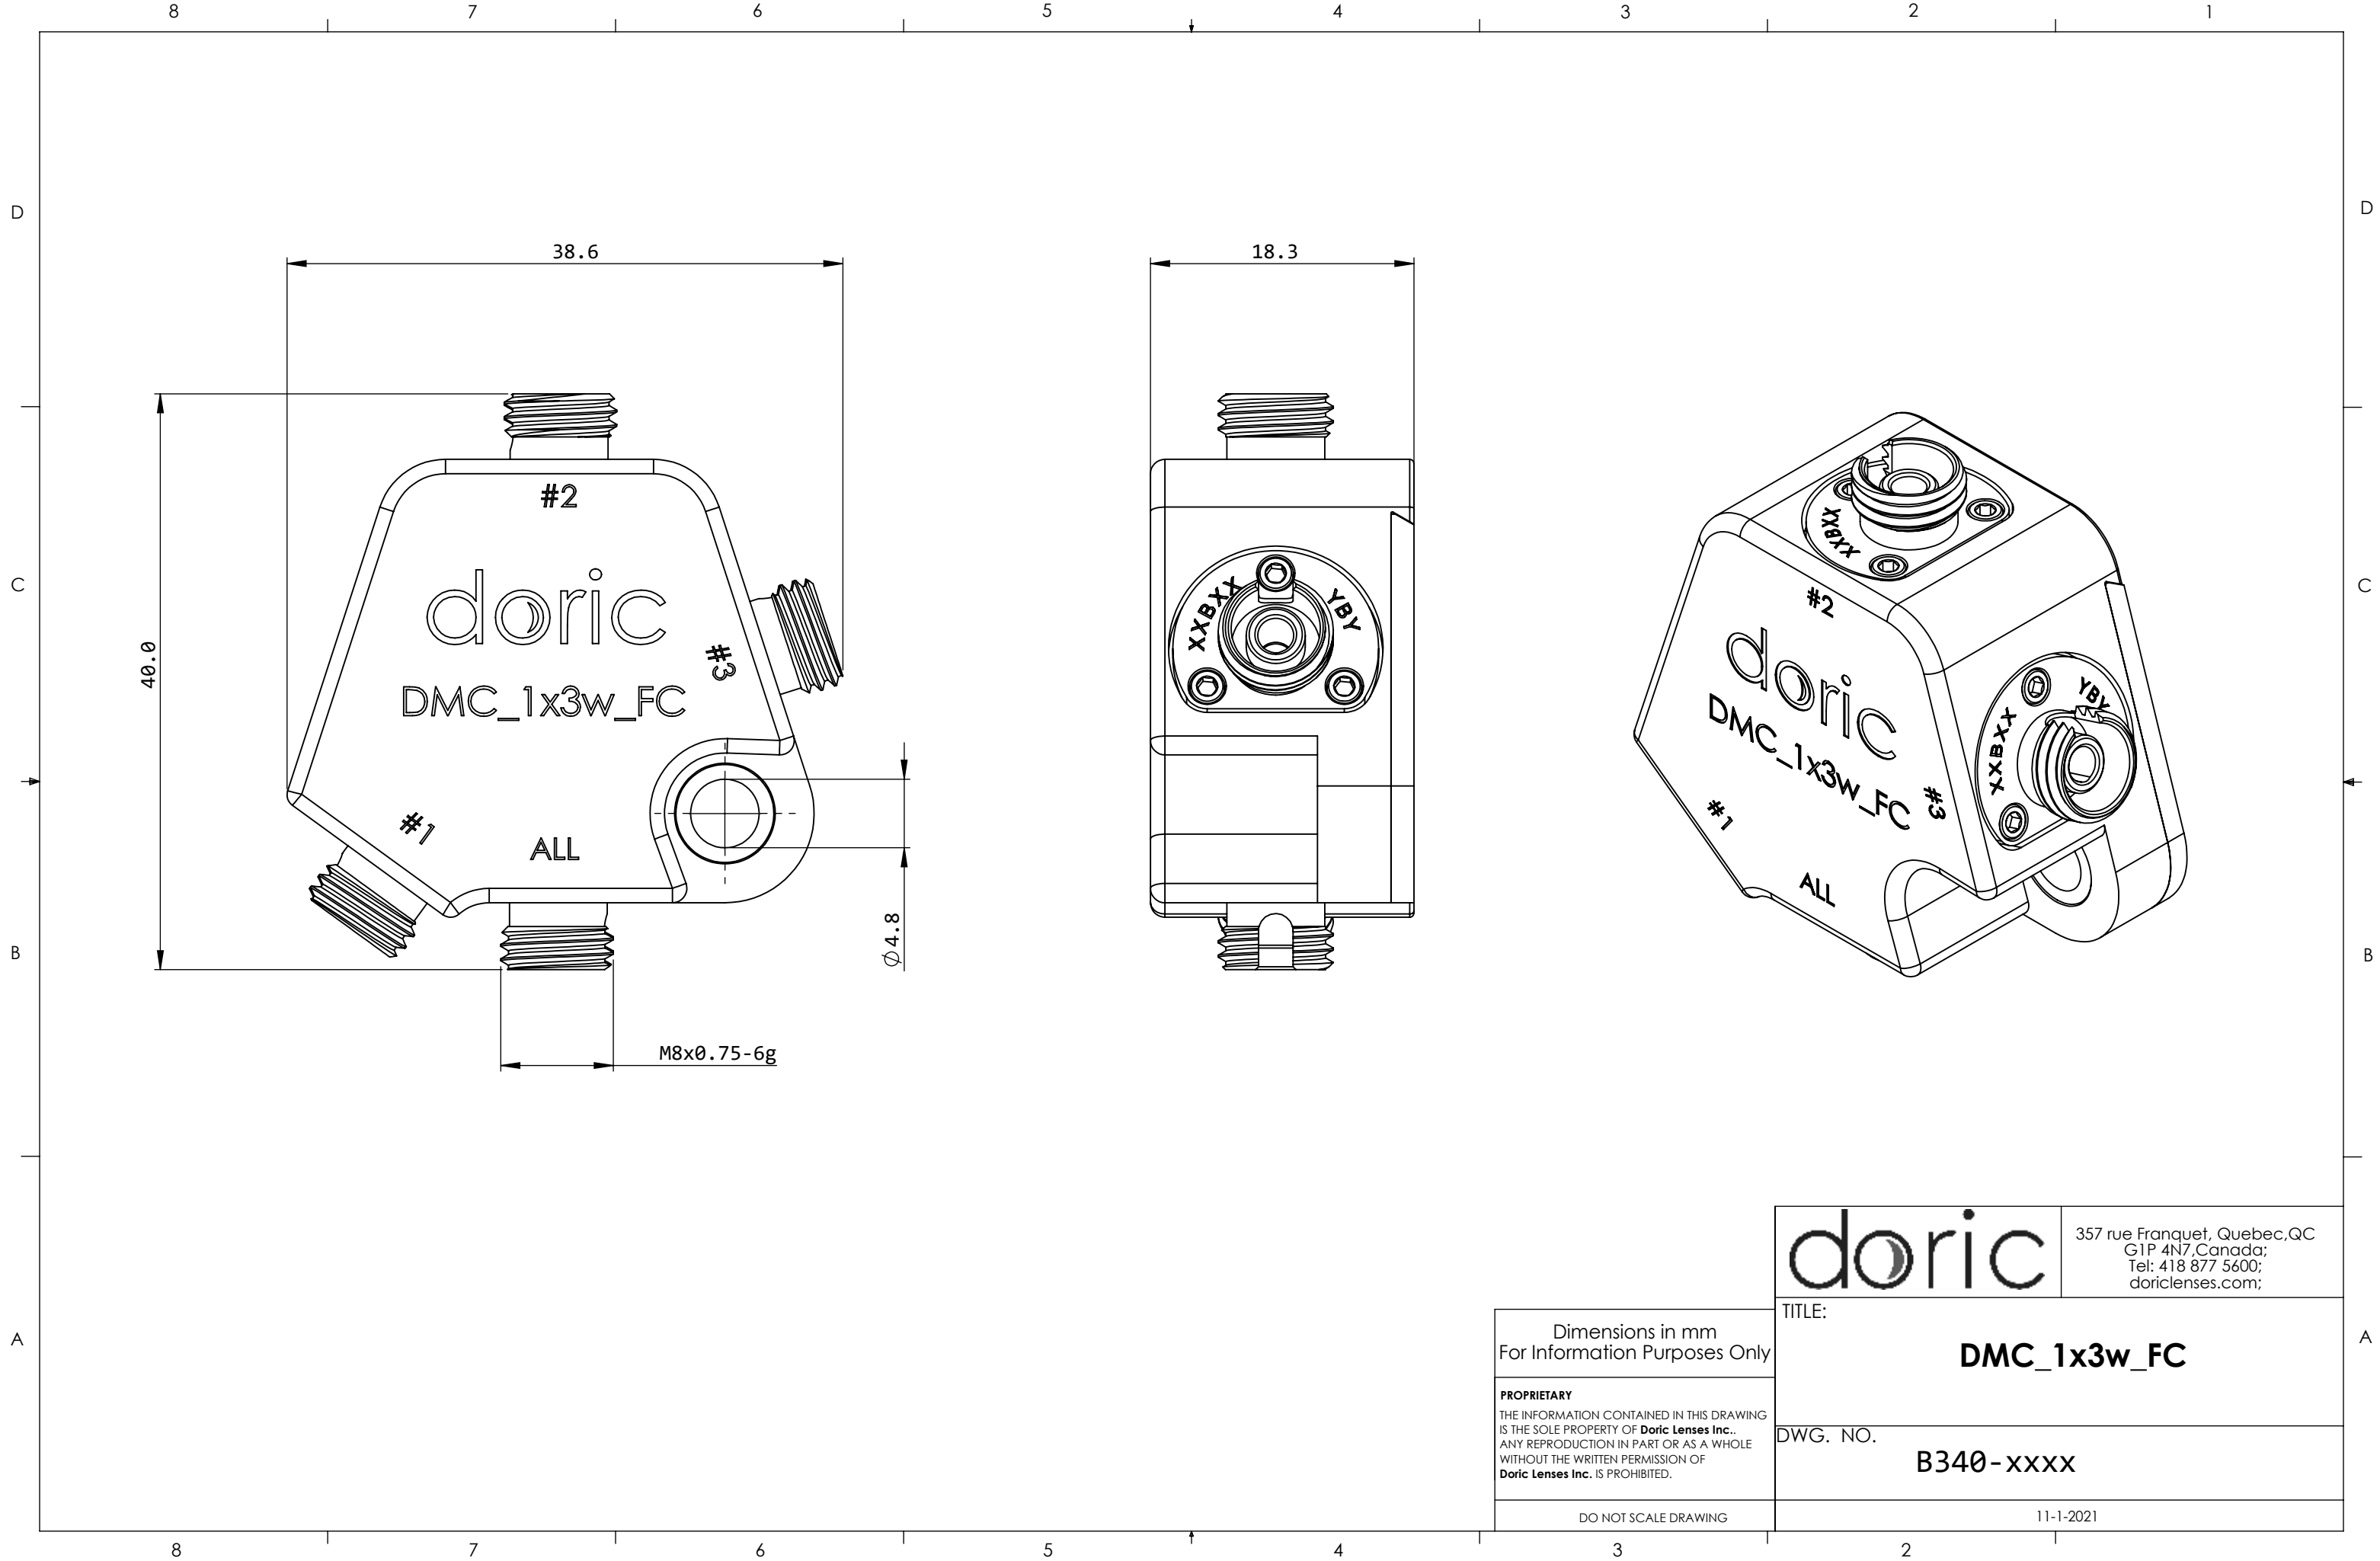 8 7 6 5 4 3 2 1
D D
38.6 18.3
#2
doric
DMC_1x3w_FC
#3
#1
ALL
40.0
C C
XXBXX YBY
XXBXX
#2
doric
DMC_1x3w_FC
#3
#1
ALL
XXBXX YBY
⌀4.8
B B
M8x0.75-6g
doric
357 rue Franquet, Quebec,QC
G1P 4N7,Canada;
Tel: 418 877 5600;
doriclenses.com;
TITLE:
DMC_1x3w_FC
Dimensions in mm
For Information Purposes Only
A A
PROPRIETARY
THE INFORMATION CONTAINED IN THIS DRAWING
IS THE SOLE PROPERTY OF Doric Lenses Inc..
ANY REPRODUCTION IN PART OR AS A WHOLE
WITHOUT THE WRITTEN PERMISSION OF
Doric Lenses Inc. IS PROHIBITED.
DWG. NO.
B340-xxxx
DO NOT SCALE DRAWING
11-1-2021
8 7 6 5 4 3 2